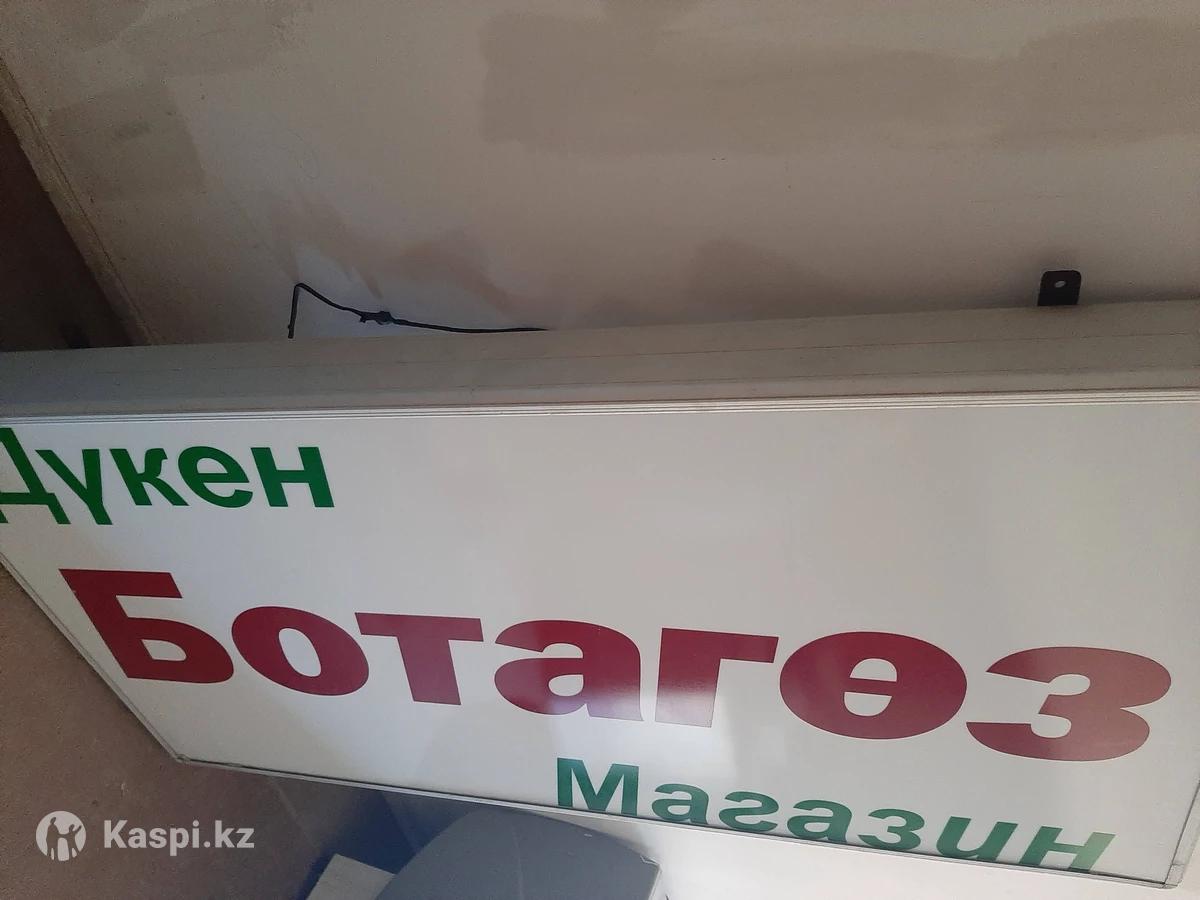 Дүкен
Ботагөз
Магазин
Kaspi.kz